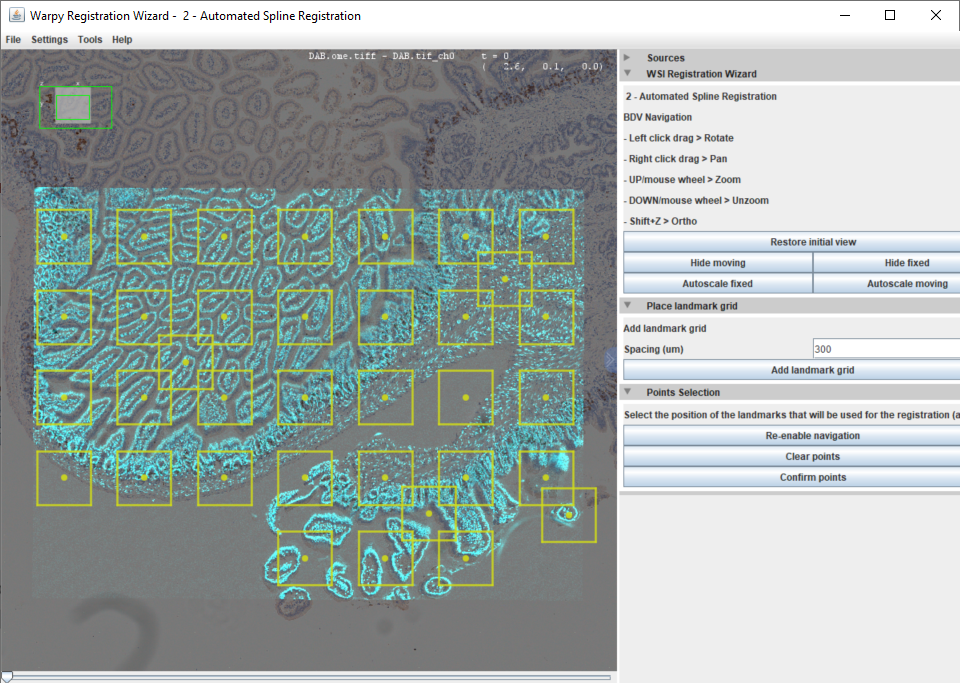 Warpy Registration Wizard - 2 - Automated Spline Registration
File Settings Tools Help
DAB.ome.tiff - DAB.tif_ch0 t = 0
( 2.6, 0.1, 0.0)
Sources
WSI Registration Wizard
2 - Automated Spline Registration
BDV Navigation
- Left click drag > Rotate
- Right click drag > Pan
- UP/mouse wheel > Zoom
- DOWN/mouse wheel > Unzoom
- Shift+Z > Ortho
Restore initial view
Hide moving Hide fixed
Autoscale fixed Autoscale moving
Place landmark grid
Add landmark grid
Spacing (um) 300
Add landmark grid
Points Selection
Select the position of the landmarks that will be used for the registration (a
Re-enable navigation
Clear points
Confirm points